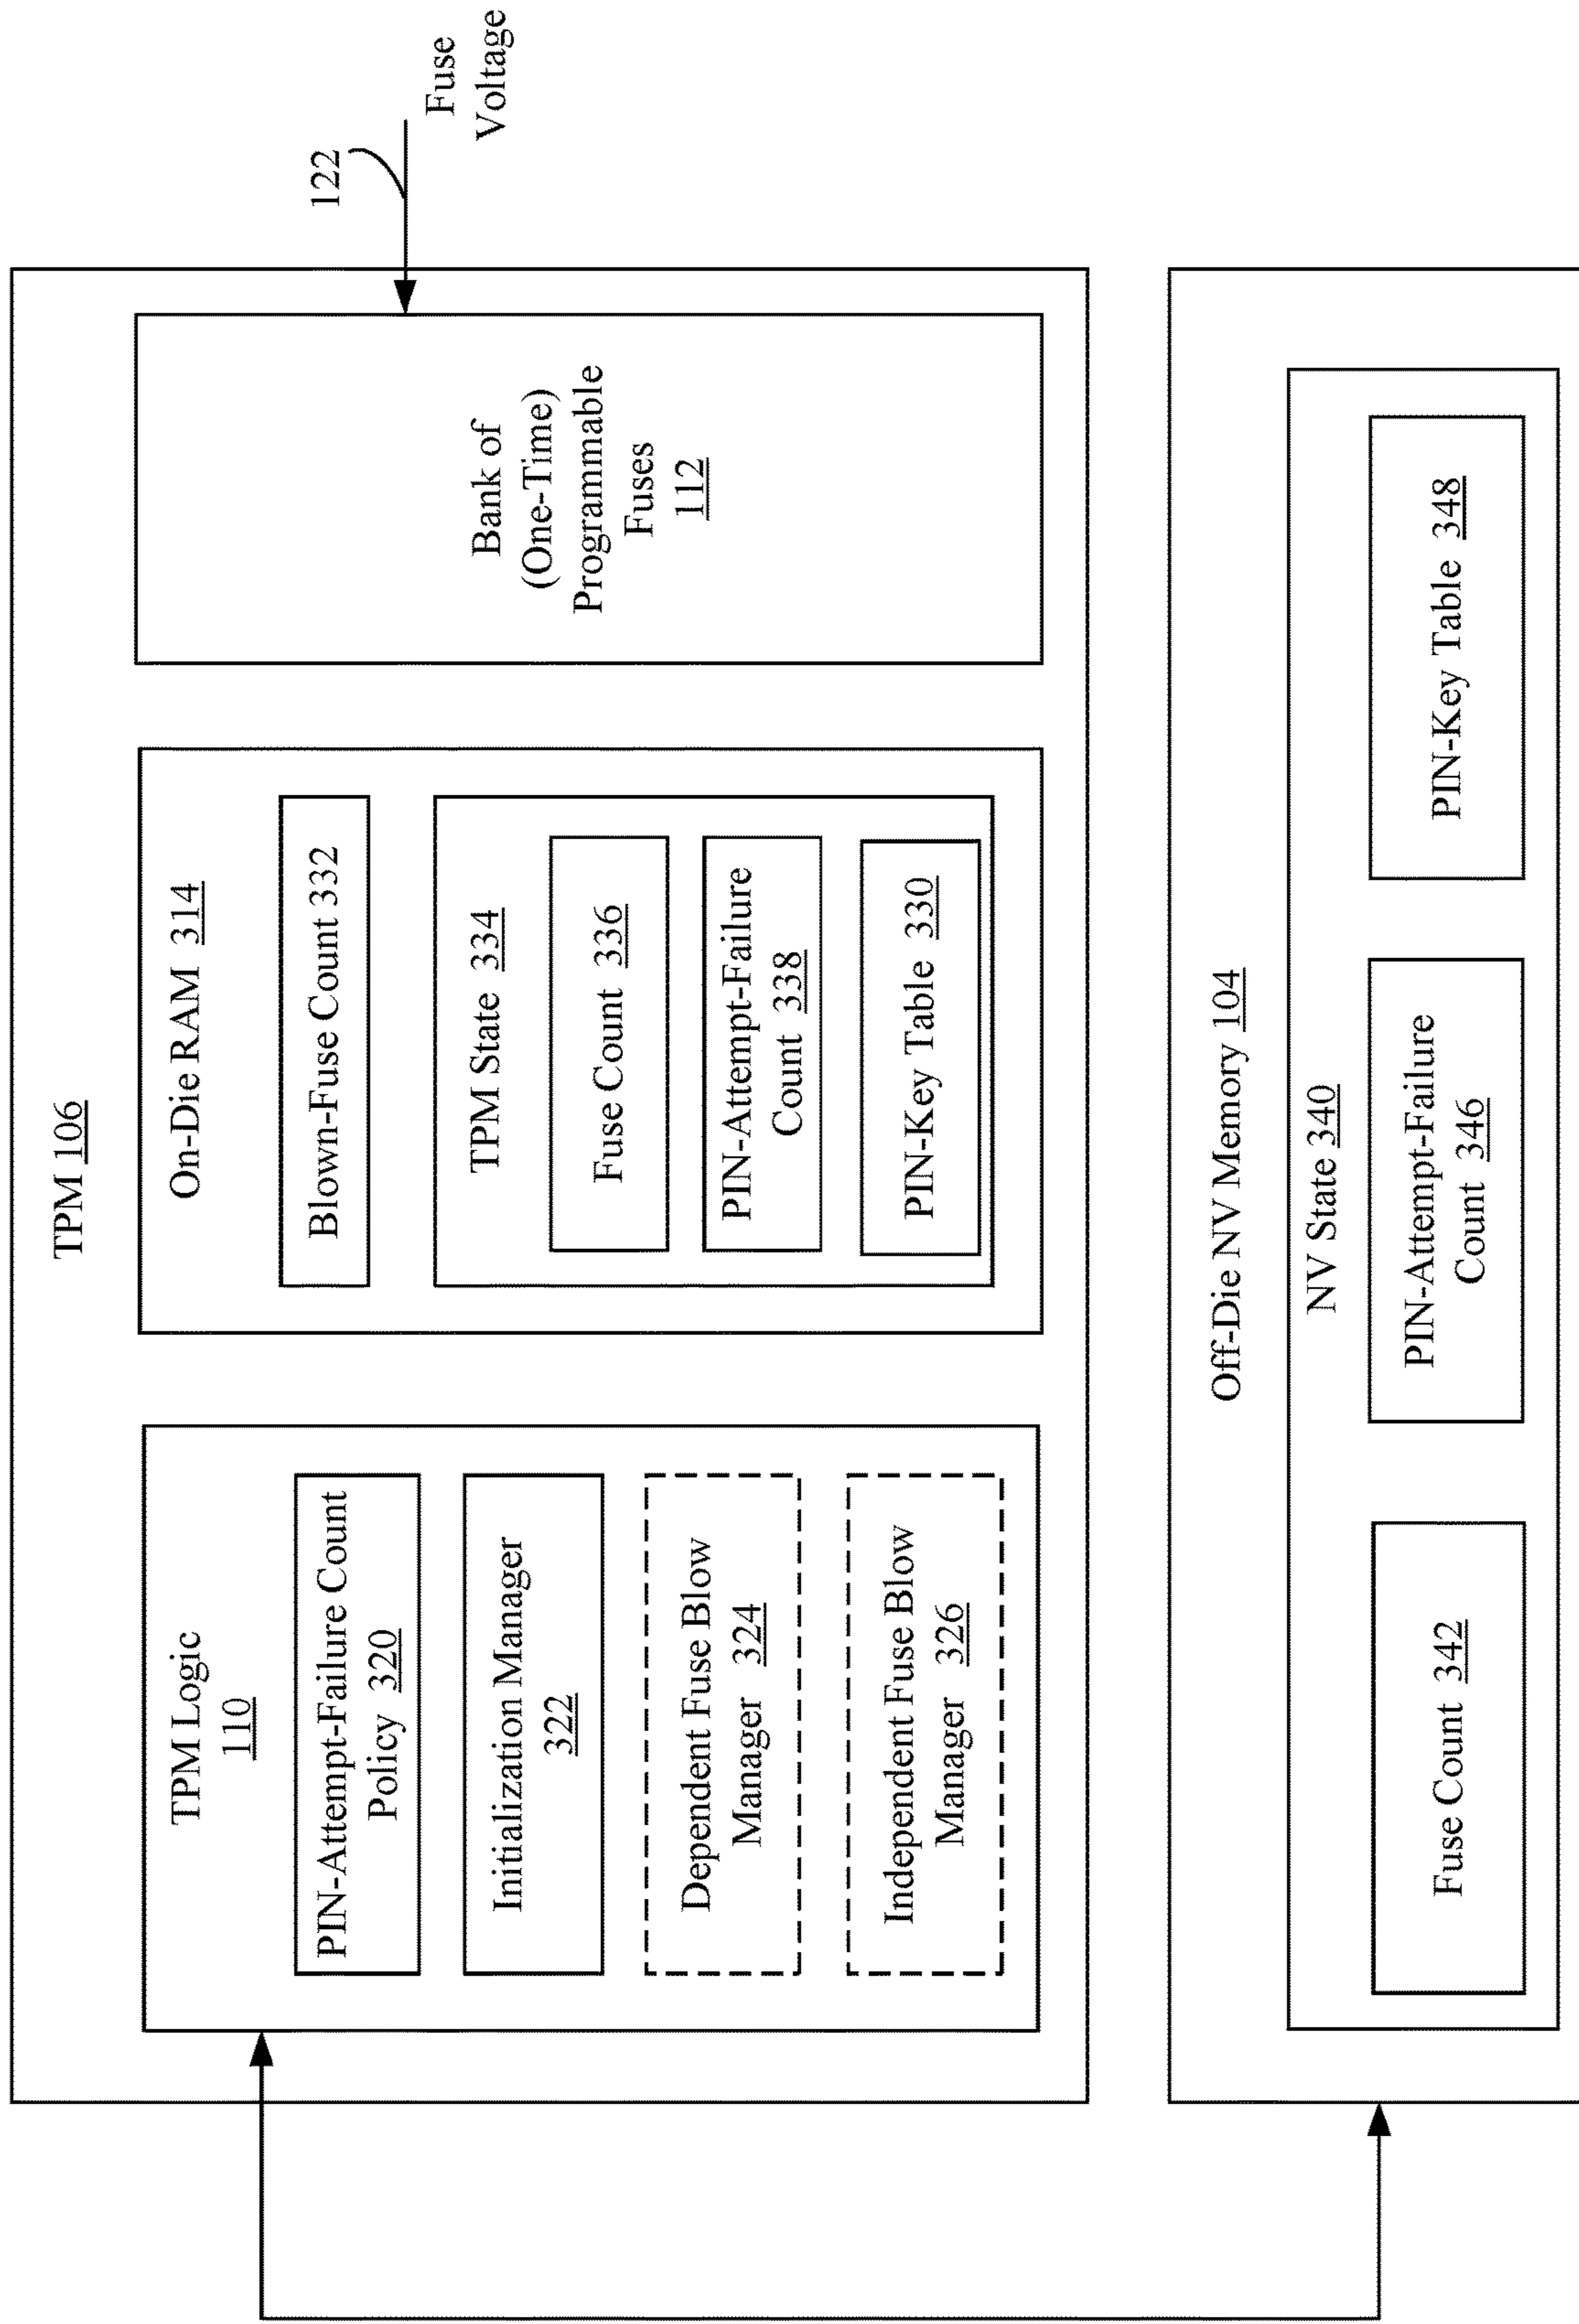 TPM 106
TPM Logic
110
PIN-Attempt-Failure Count
Policy 320
Initialization Manager
322
Dependent Fuse Blow
Manager 324
Independent Fuse Blow
Manager 326
On-Die RAM 314
Blown-Fuse Count 332
TPM State 334
Fuse Count 336
PIN-Attempt-Failure
Count 338
PIN-Key Table 330
Bank of
(One-Time)
Programmable
Fuses
112
122
Fuse
Voltage
Off-Die NV Memory 104
NV State 340
Fuse Count 342
PIN-Attempt-Failure
Count 346
PIN-Key Table 348